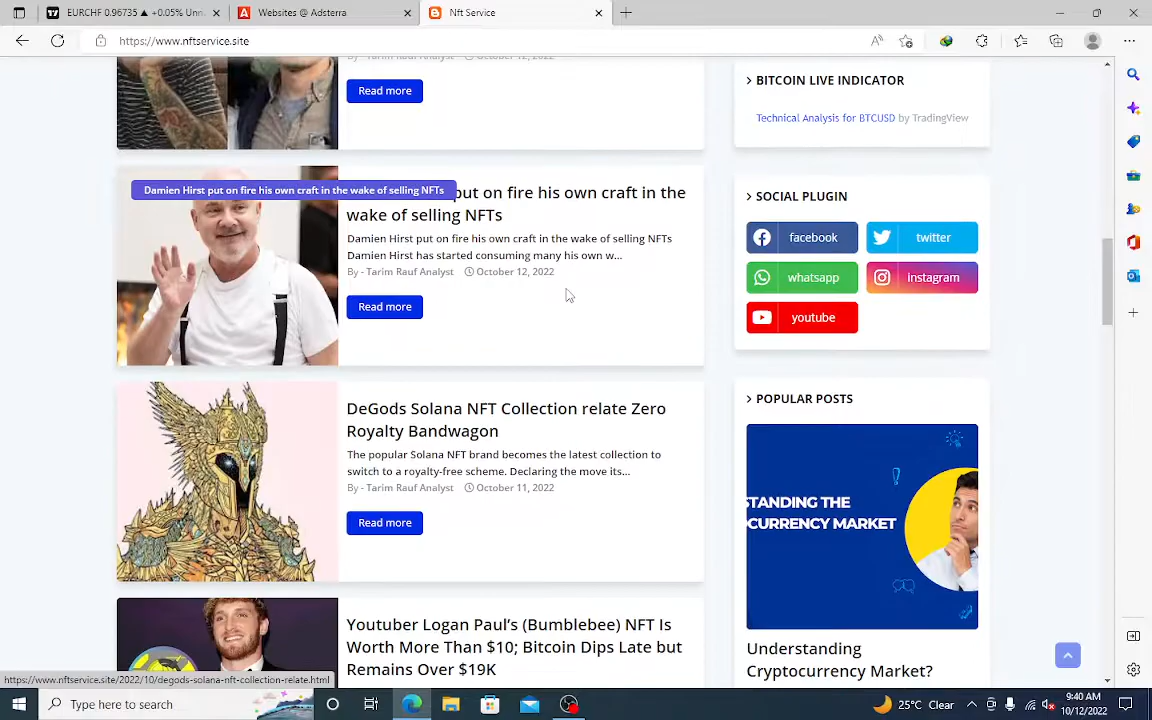 EURCHF 0.96735 ▲ +0.05% Unn
Websites @ Adsterra
Nft Service
https://www.nftservice.site
By - Tarim Rauf Analyst October 12, 2022
Read more
Damien Hirst put on fire his own craft in the wake of selling NFTs
put on fire his own craft in the
wake of selling NFTs
Damien Hirst put on fire his own craft in the wake of selling NFTs
Damien Hirst has started consuming many his own w...
By - Tarim Rauf Analyst October 12, 2022
Read more
DeGods Solana NFT Collection relate Zero
Royalty Bandwagon
The popular Solana NFT brand becomes the latest collection to
switch to a royalty-free scheme. Declaring the move its...
By - Tarim Rauf Analyst October 11, 2022
Read more
Youtuber Logan Paul's (Bumblebee) NFT Is
Worth More Than $10; Bitcoin Dips Late but
Remains Over $19K
BITCOIN LIVE INDICATOR
Technical Analysis for BTCUSD by TradingView
SOCIAL PLUGIN
facebook
twitter
whatsapp
instagram
youtube
POPULAR POSTS
STANDING THE
OCURRENCY MARKET
Understanding
Cryptocurrency Market?
https://www.nftservice.site/2022/10/degods-solana-nft-collection-relate.html
Type here to search
25°C Clear
9:40 AM
10/12/2022